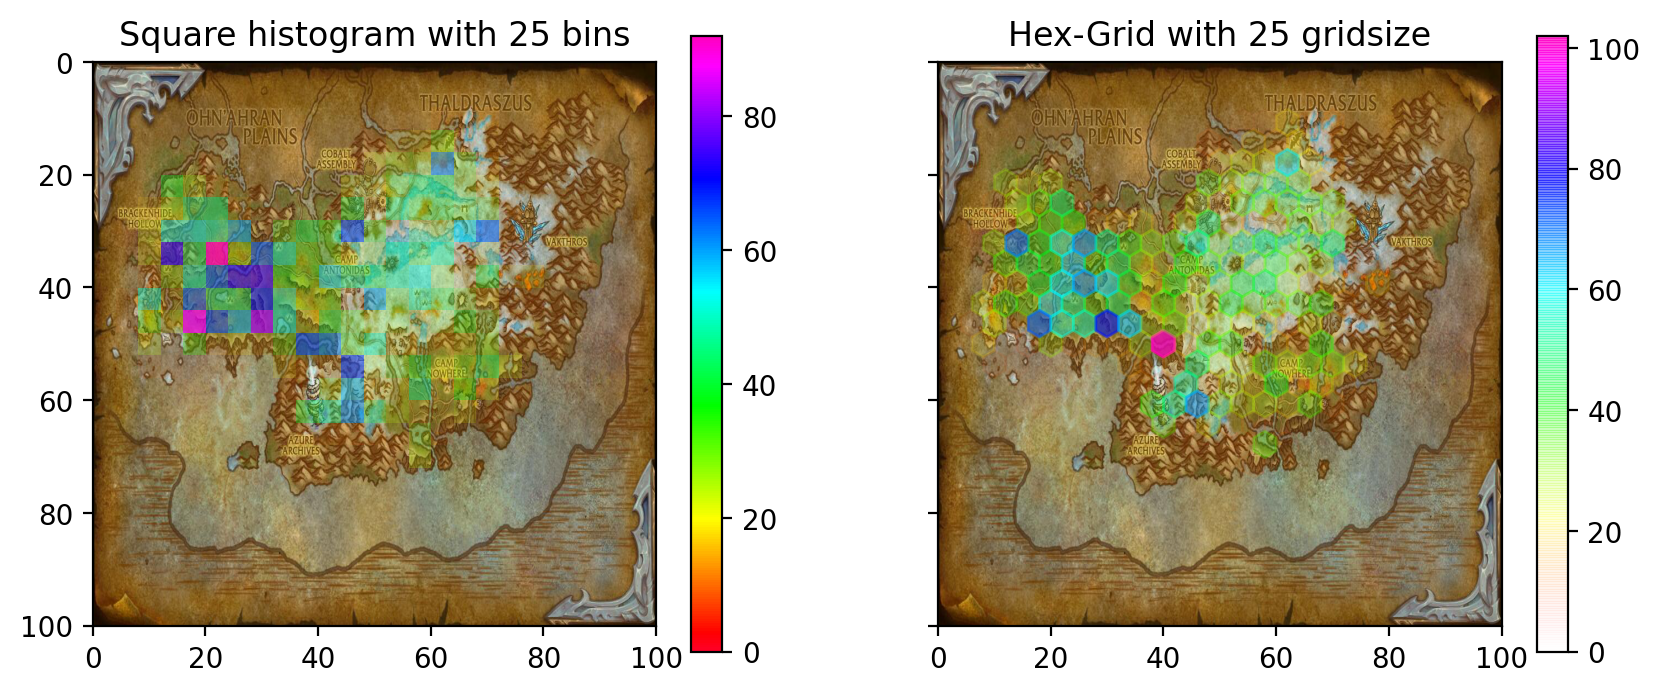 Square histogram with 25 bins
0
20
40
60
80
100
0
20
40
60
80
100
OHN'AHRAN
PLAINS
THALDRASZUS
COBALT
ASSEMBLY
BRACKENHIDE
HOLLOW
VAKTHROS
CAMP
ANTONIDAS
CAMP
NOWHERE
AZURE
ARCHIVES
80
60
40
20
0
Hex-Grid with 25 gridsize
0
20
40
60
80
100
OHN'AHRAN
PLAINS
THALDRASZUS
COBALT
ASSEMBLY
BRACKENHIDE
HOLLOW
VAKTHROS
CAMP
ANTONIDAS
CAMP
NOWHERE
AZURE
ARCHIVES
100
80
60
40
20
0